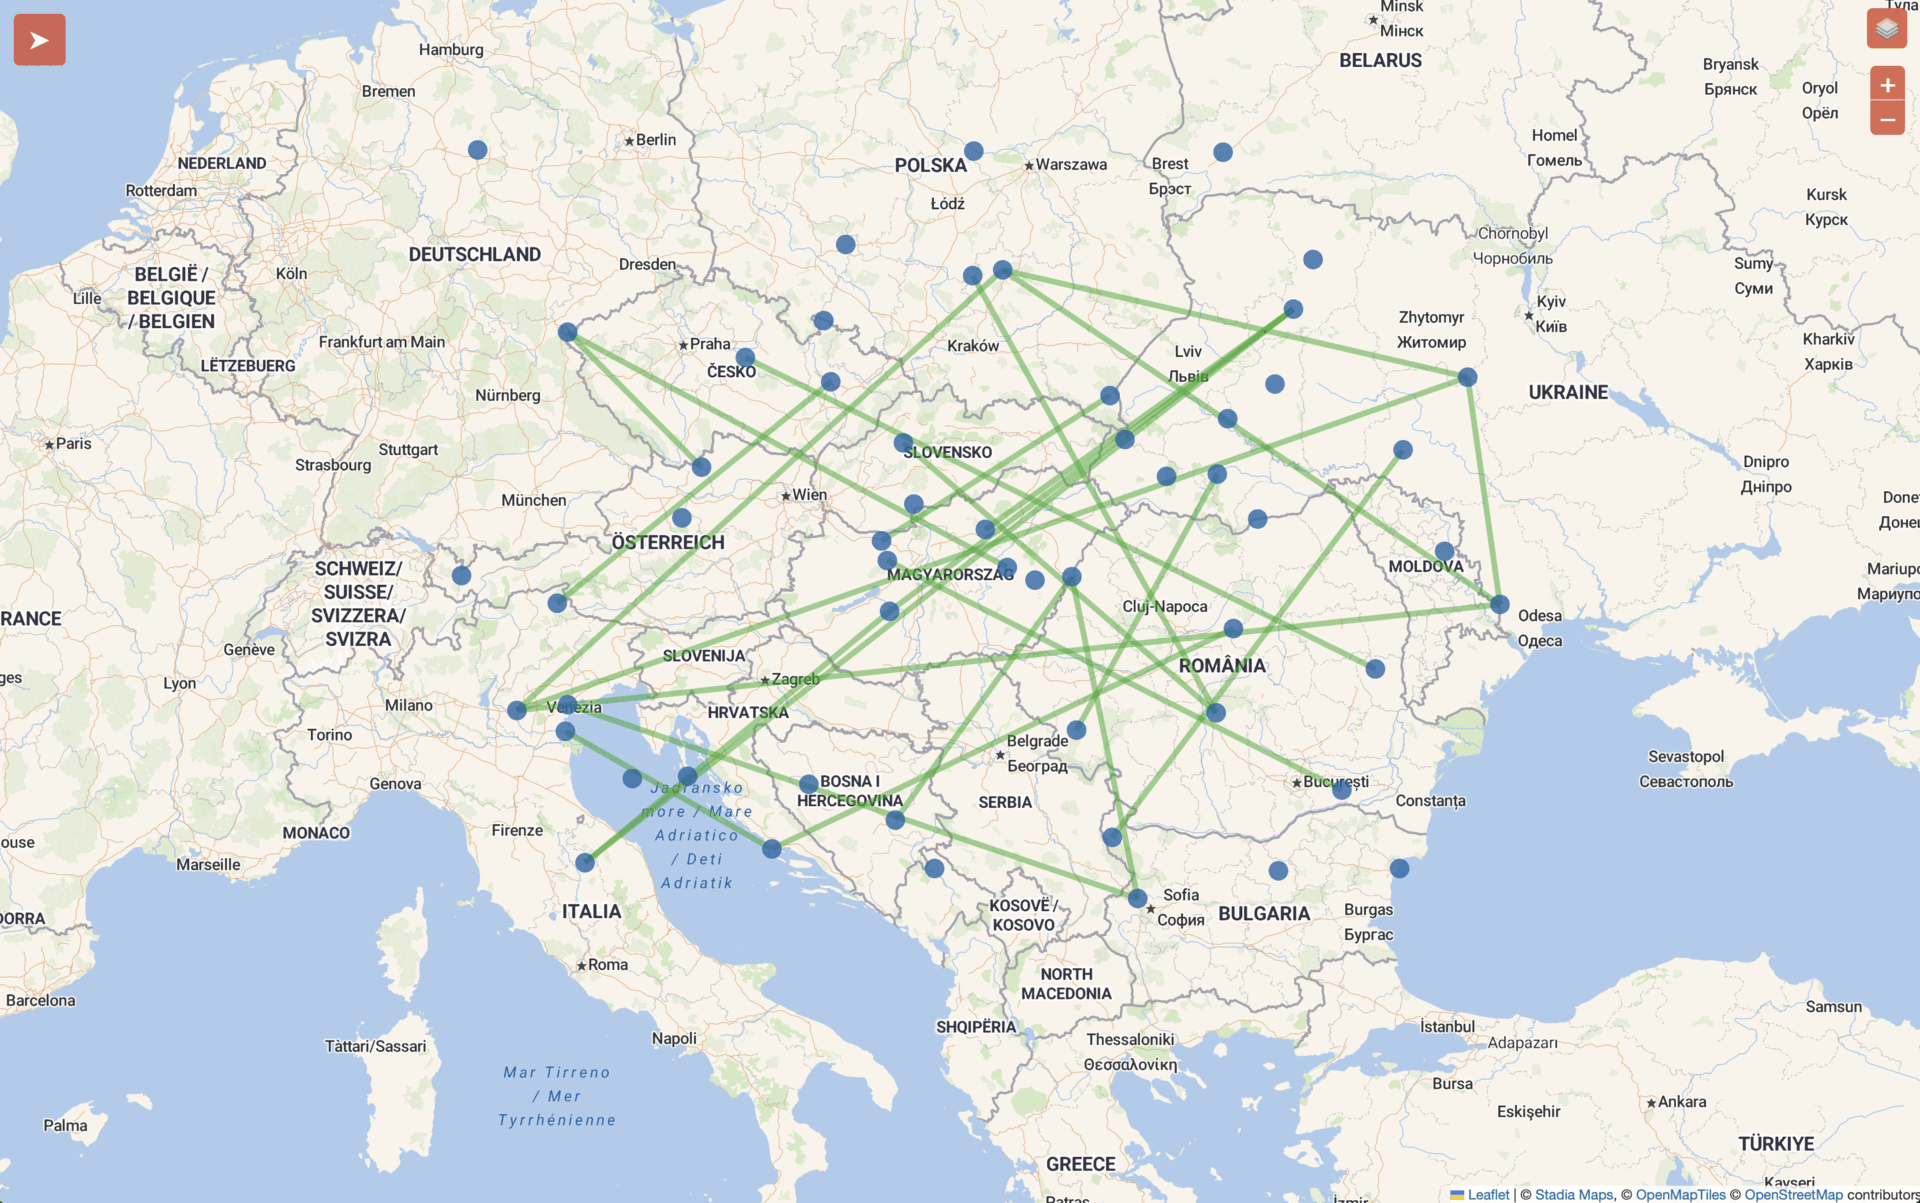 Minsk
Мінск
Тула
Hamburg
BELARUS
Bryansk
Брянск
Bremen
Oryol
Орёл
Berlin
Homel
Гомель
NEDERLAND
POLSKA
Warszawa
Brest
Брэст
Rotterdam
Łódź
Kursk
Курск
Chornobyl
Чорнобиль
DEUTSCHLAND
Dresden
Sumy
Суми
BELGIË /
BELGIQUE
/ BELGIEN
Köln
Lille
Kyiv
Київ
Zhytomyr
Житомир
Frankfurt am Main
Praha
Kraków
Lviv
Львів
Kharkiv
Харків
LËTZEBUERG
ČESKO
Nürnberg
UKRAINE
Paris
Stuttgart
SLOVENSKO
Strasbourg
Dnipro
Дніпро
München
Wien
Donet
Донец
ÖSTERREICH
SCHWEIZ/
SUISSE/
SVIZZERA/
SVIZRA
MAGYARORSZÁG
MOLDOVA
Mariupo
Мариупо
Cluj-Napoca
RANCE
Odesa
Одеса
Genève
SLOVENIJA
ROMÂNIA
ges
Lyon
Zagreb
Milano
Venezia
HRVATSKA
Torino
Belgrade
Београд
Sevastopol
Севастополь
Genova
BOSNA I
HERCEGOVINA
București
Jadransko
more / Mare
Adriatico
/ Deti
Adriatik
SERBIA
Constanța
MONACO
Firenze
ouse
Marseille
ITALIA
KOSOVË /
KOSOVO
Sofia
София
BULGARIA
Burgas
Бургас
DORRA
Roma
NORTH
MACEDONIA
Barcelona
Samsun
SHQIPËRIA
İstanbul
Adapazarı
Tàttari/Sassari
Napoli
Thessaloniki
Θεσσαλονίκη
Mar Tirreno
/ Mer
Tyrrhénienne
Bursa
Ankara
Eskişehir
Palma
TÜRKIYE
GREECE
Kayseri
Patras
İzmir
Leaflet | © Stadia Maps, © OpenMapTiles © OpenStreetMap contributors
+
−